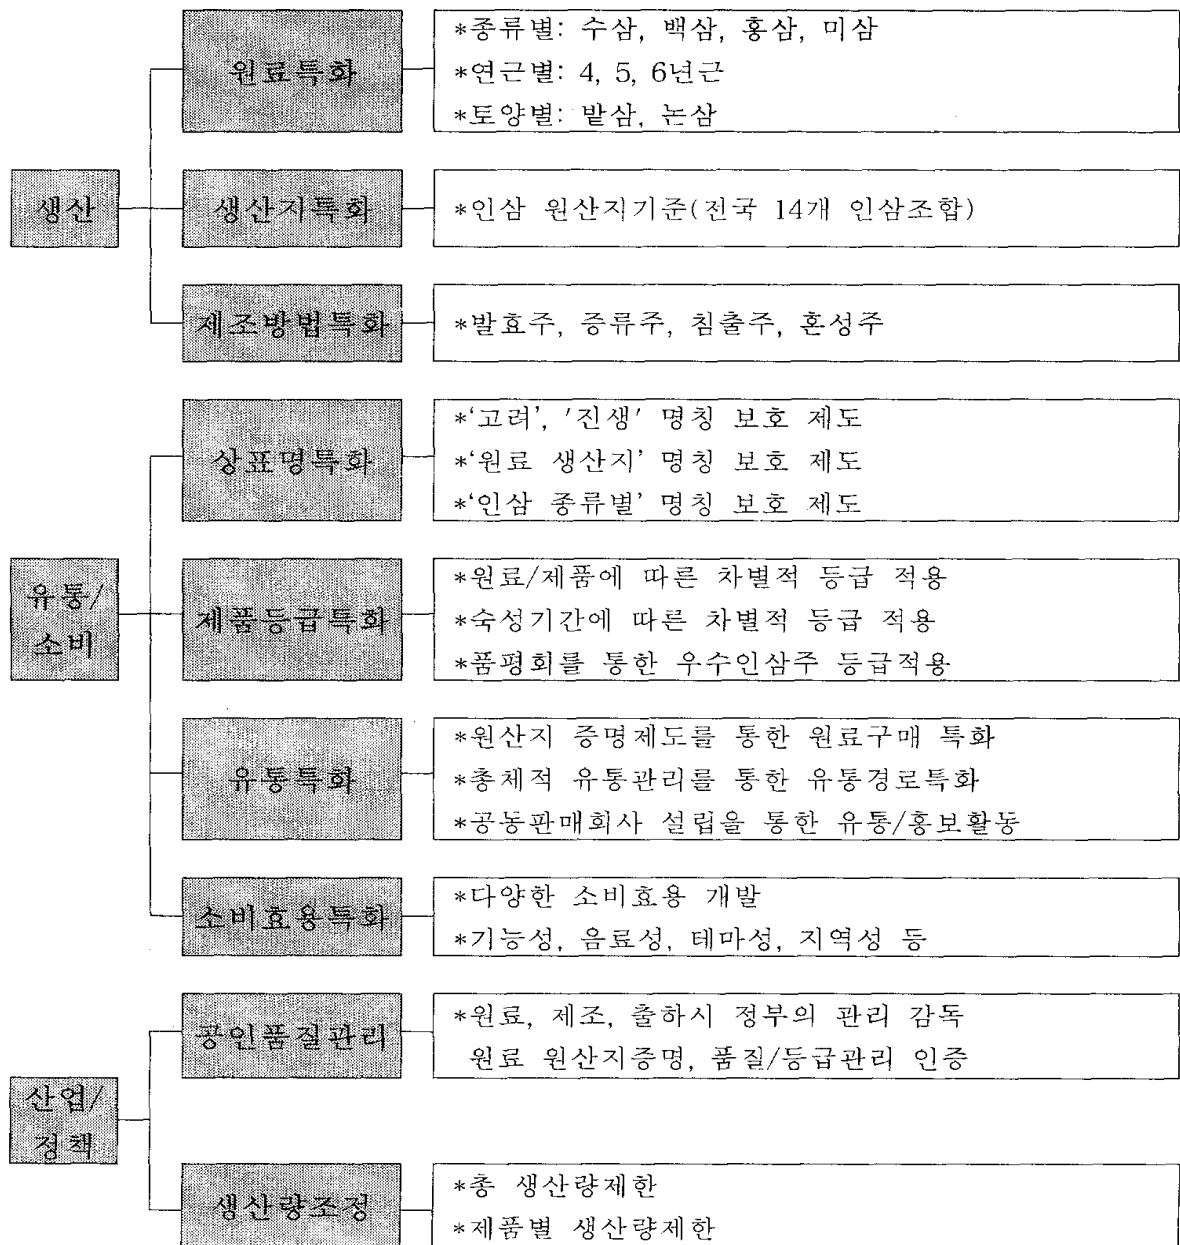 생산
원료특화
*종류별: 수삼, 백삼, 홍삼, 미삼
*연근별: 4, 5, 6년근
*토양별: 밭삼, 논삼
생산지특화
*인삼 원산지기준(전국 14개 인삼조합)
제조방법특화
*발효주, 증류주, 침출주, 혼성주
유통/
소비
상표명특화
*‘고려’, ′진생′ 명칭 보호 제도
*‘원료 생산지’ 명칭 보호 제도
*‘인삼 종류별’ 명칭 보호 제도
제품등급특화
*원료/제품에 따른 차별적 등급 적용
*숙성기간에 따른 차별적 등급 적용
*품평회를 통한 우수인삼주 등급적용
유통특화
*원산지 증명제도를 통한 원료구매 특화
*총체적 유통관리를 통한 유통경로특화
*공동판매회사 설립을 통한 유통/홍보활동
소비효용특화
*다양한 소비효용 개발
*기능성, 음료성, 테마성, 지역성 등
산업/
정책
공인품질관리
*원료, 제조, 출하시 정부의 관리 감독
원료 원산지증명, 품질/등급관리 인증
생산량조정
*총 생산량제한
*제품별 생산량제한